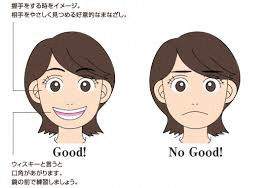 握手をする時をイメージ。
相手をやさしく見つめる好意的なまなざし。
Good!
No Good!
ウィスキーと言うと
口角があがります。
鏡の前で練習しましょう。